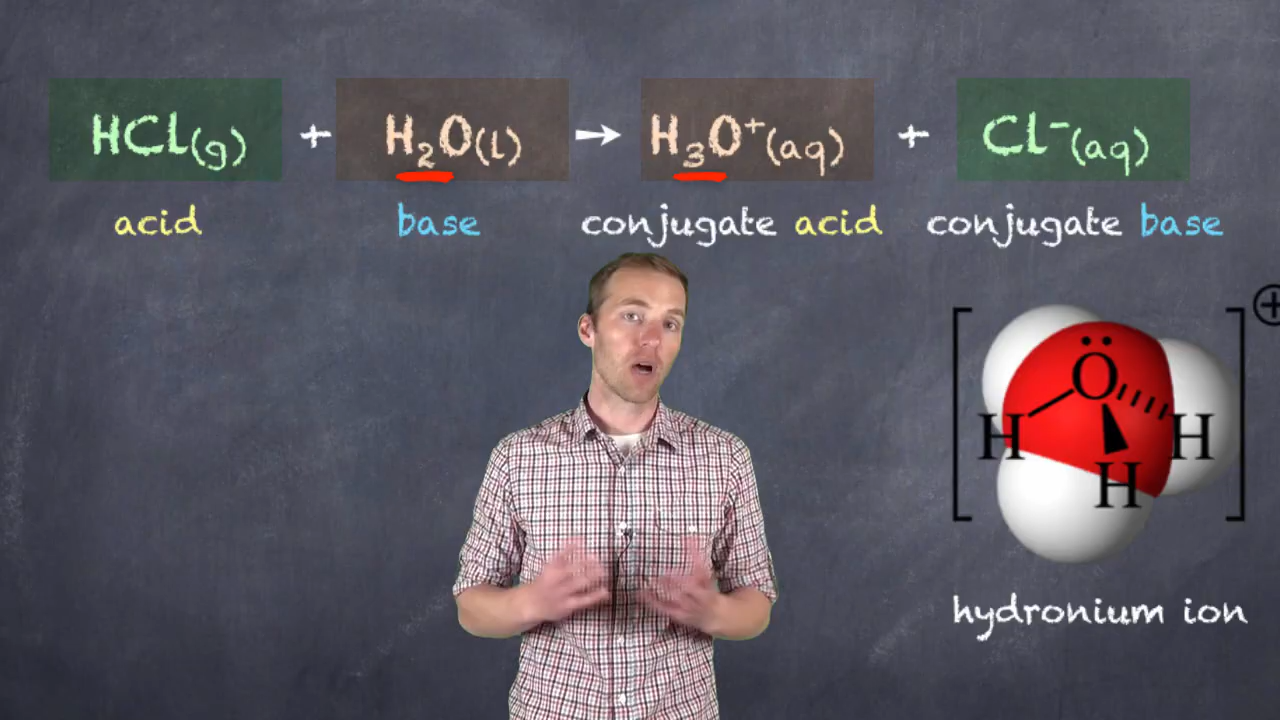 HCl(g) + H₂O(l) → H₃O⁺(aq) + Cl⁻(aq)
acid base conjugate acid conjugate base
[ Ö H H H ]⊕
hydronium ion